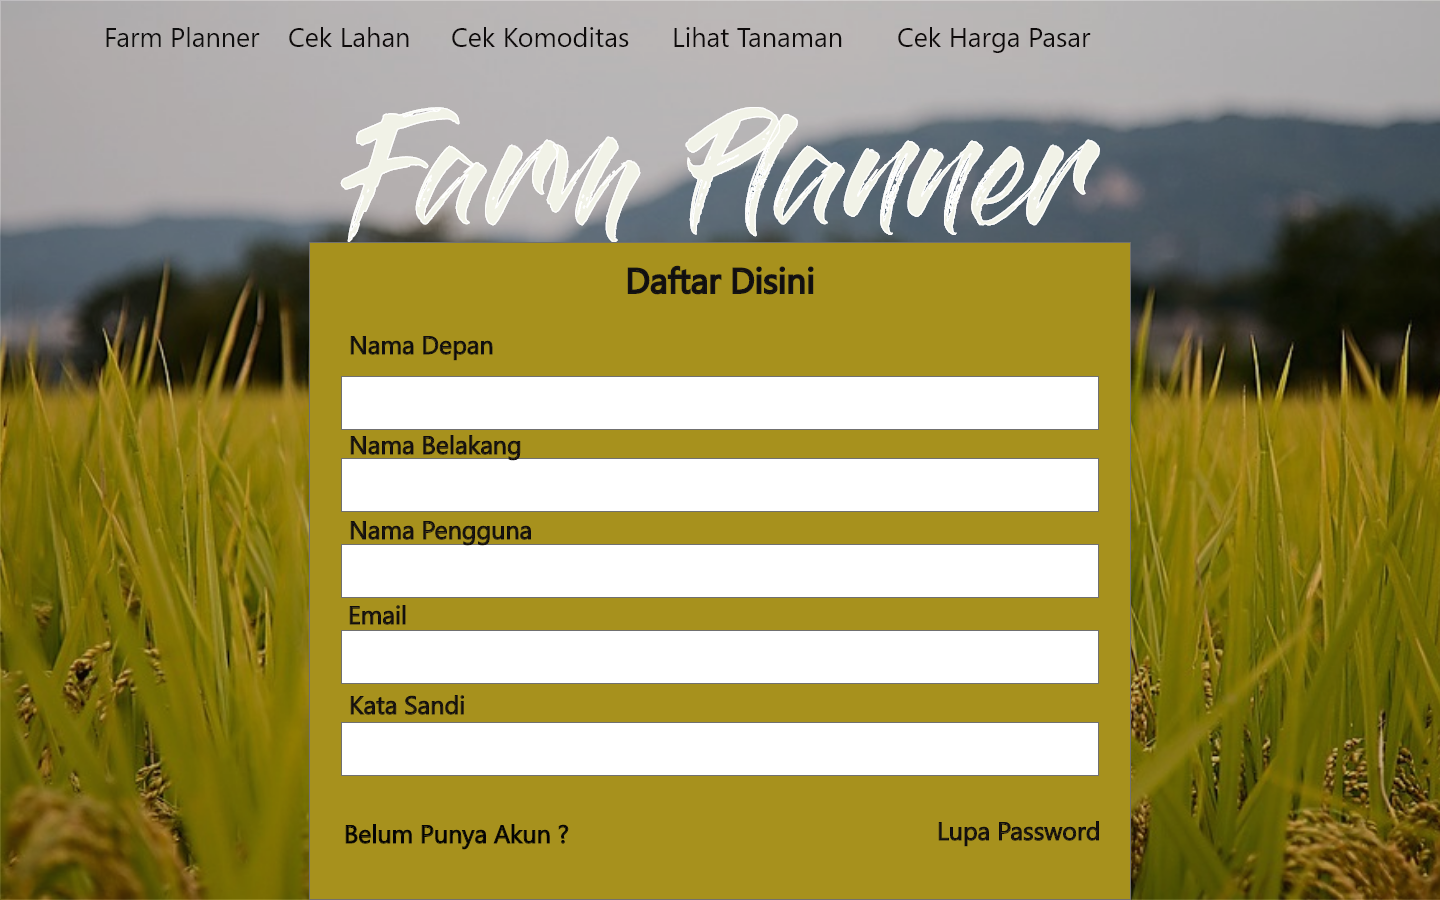 Farm Planner Cek Lahan Cek Komoditas Lihat Tanaman Cek Harga Pasar
Farm Planner
Daftar Disini
Nama Depan
Nama Belakang
Nama Pengguna
Email
Kata Sandi
Belum Punya Akun ? Lupa Password